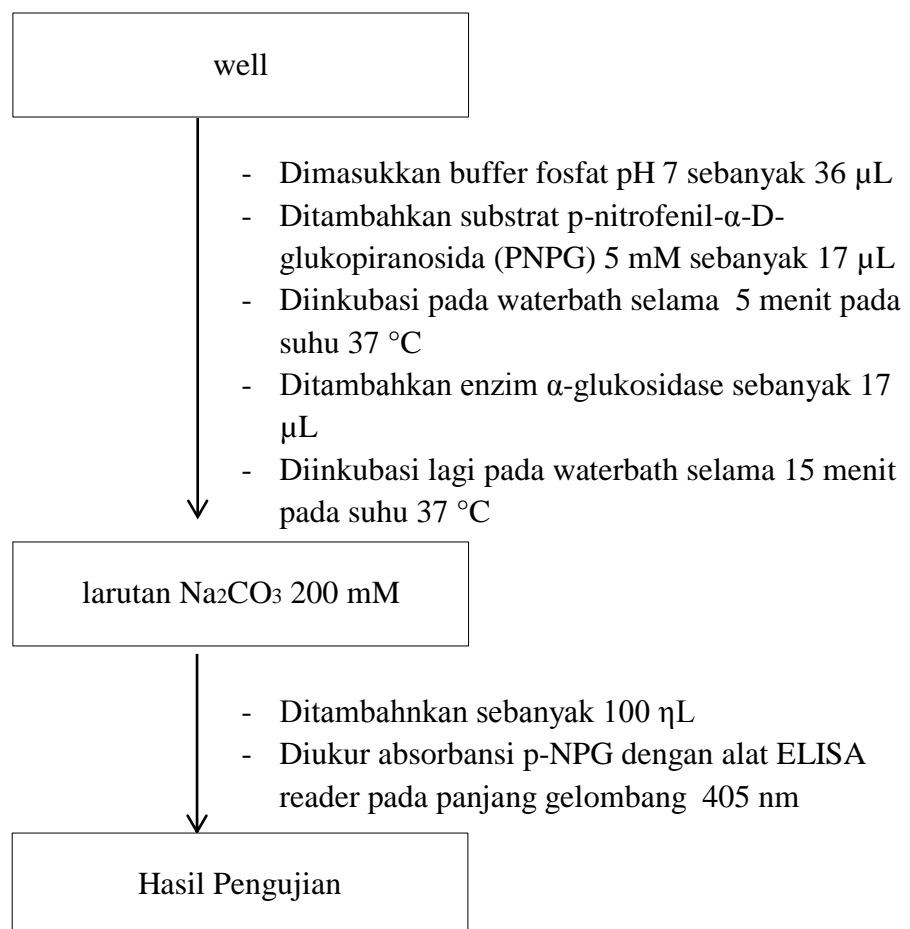 well
- Dimasukkan buffer fosfat pH 7 sebanyak 36 µL
- Ditambahkan substrat p-nitrofenil-α-D-
glukopiranosida (PNPG) 5 mM sebanyak 17 µL
- Diinkubasi pada waterbath selama 5 menit pada
suhu 37 °C
- Ditambahkan enzim α-glukosidase sebanyak 17
µL
- Diinkubasi lagi pada waterbath selama 15 menit
pada suhu 37 °C
larutan Na₂CO₃ 200 mM
- Ditambahnkan sebanyak 100 ηL
- Diukur absorbansi p-NPG dengan alat ELISA
reader pada panjang gelombang 405 nm
Hasil Pengujian